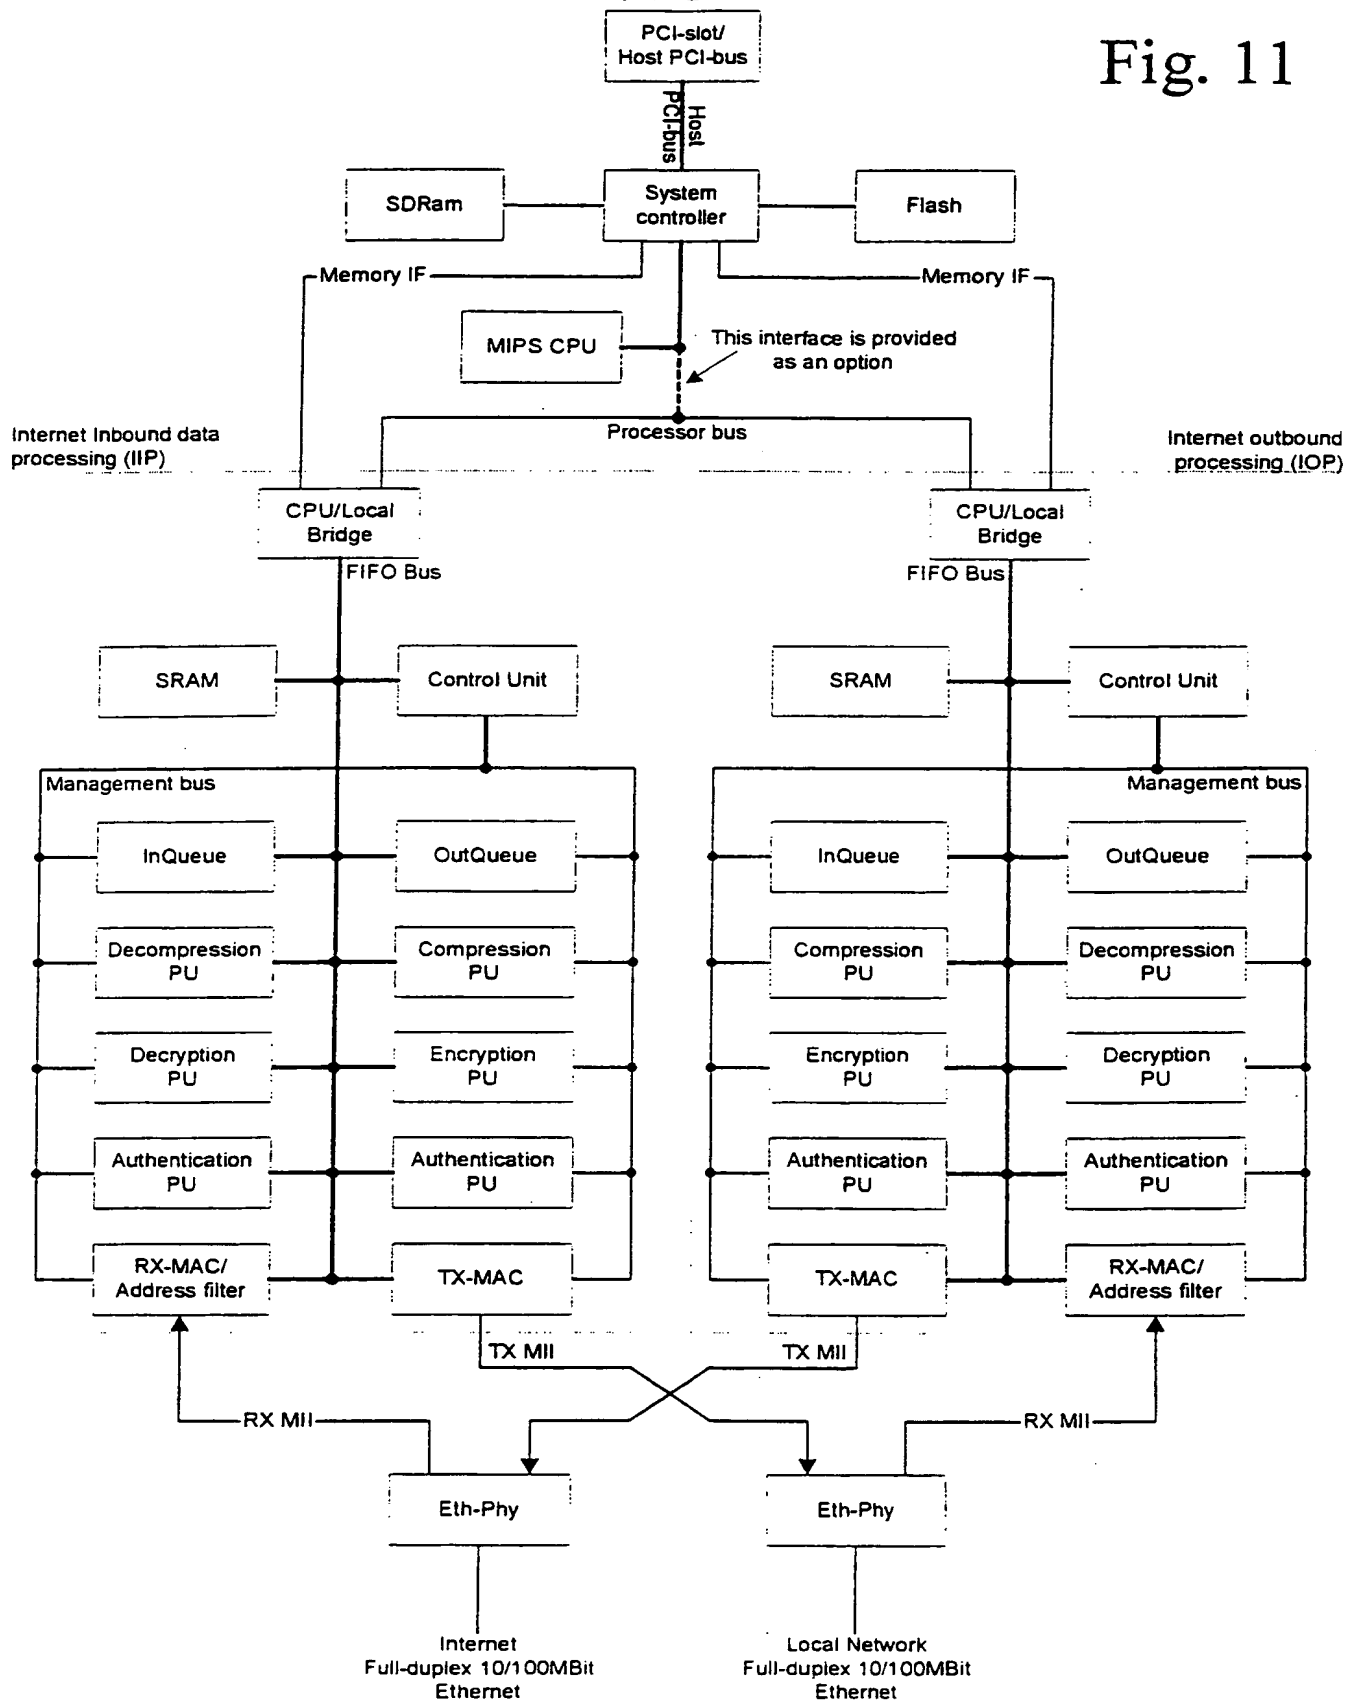 Fig. 11
PCI-slot/
Host PCI-bus
Host
PCI-bus
SDRam
System
controller
Flash
Memory IF
Memory IF
MIPS CPU
This interface is provided
as an option
Internet Inbound data
processing (IIP)
Processor bus
Internet outbound
processing (IOP)
CPU/Local
Bridge
CPU/Local
Bridge
FIFO Bus
FIFO Bus
SRAM
Control Unit
SRAM
Control Unit
Management bus
Management bus
InQueue
OutQueue
InQueue
OutQueue
Decompression
PU
Compression
PU
Compression
PU
Decompression
PU
Decryption
PU
Encryption
PU
Encryption
PU
Decryption
PU
Authentication
PU
Authentication
PU
Authentication
PU
Authentication
PU
RX-MAC/
Address filter
TX-MAC
TX-MAC
RX-MAC/
Address filter
TX MII
TX MII
RX MII
RX MII
Eth-Phy
Eth-Phy
Internet
Full-duplex 10/100MBit
Ethernet
Local Network
Full-duplex 10/100MBit
Ethernet